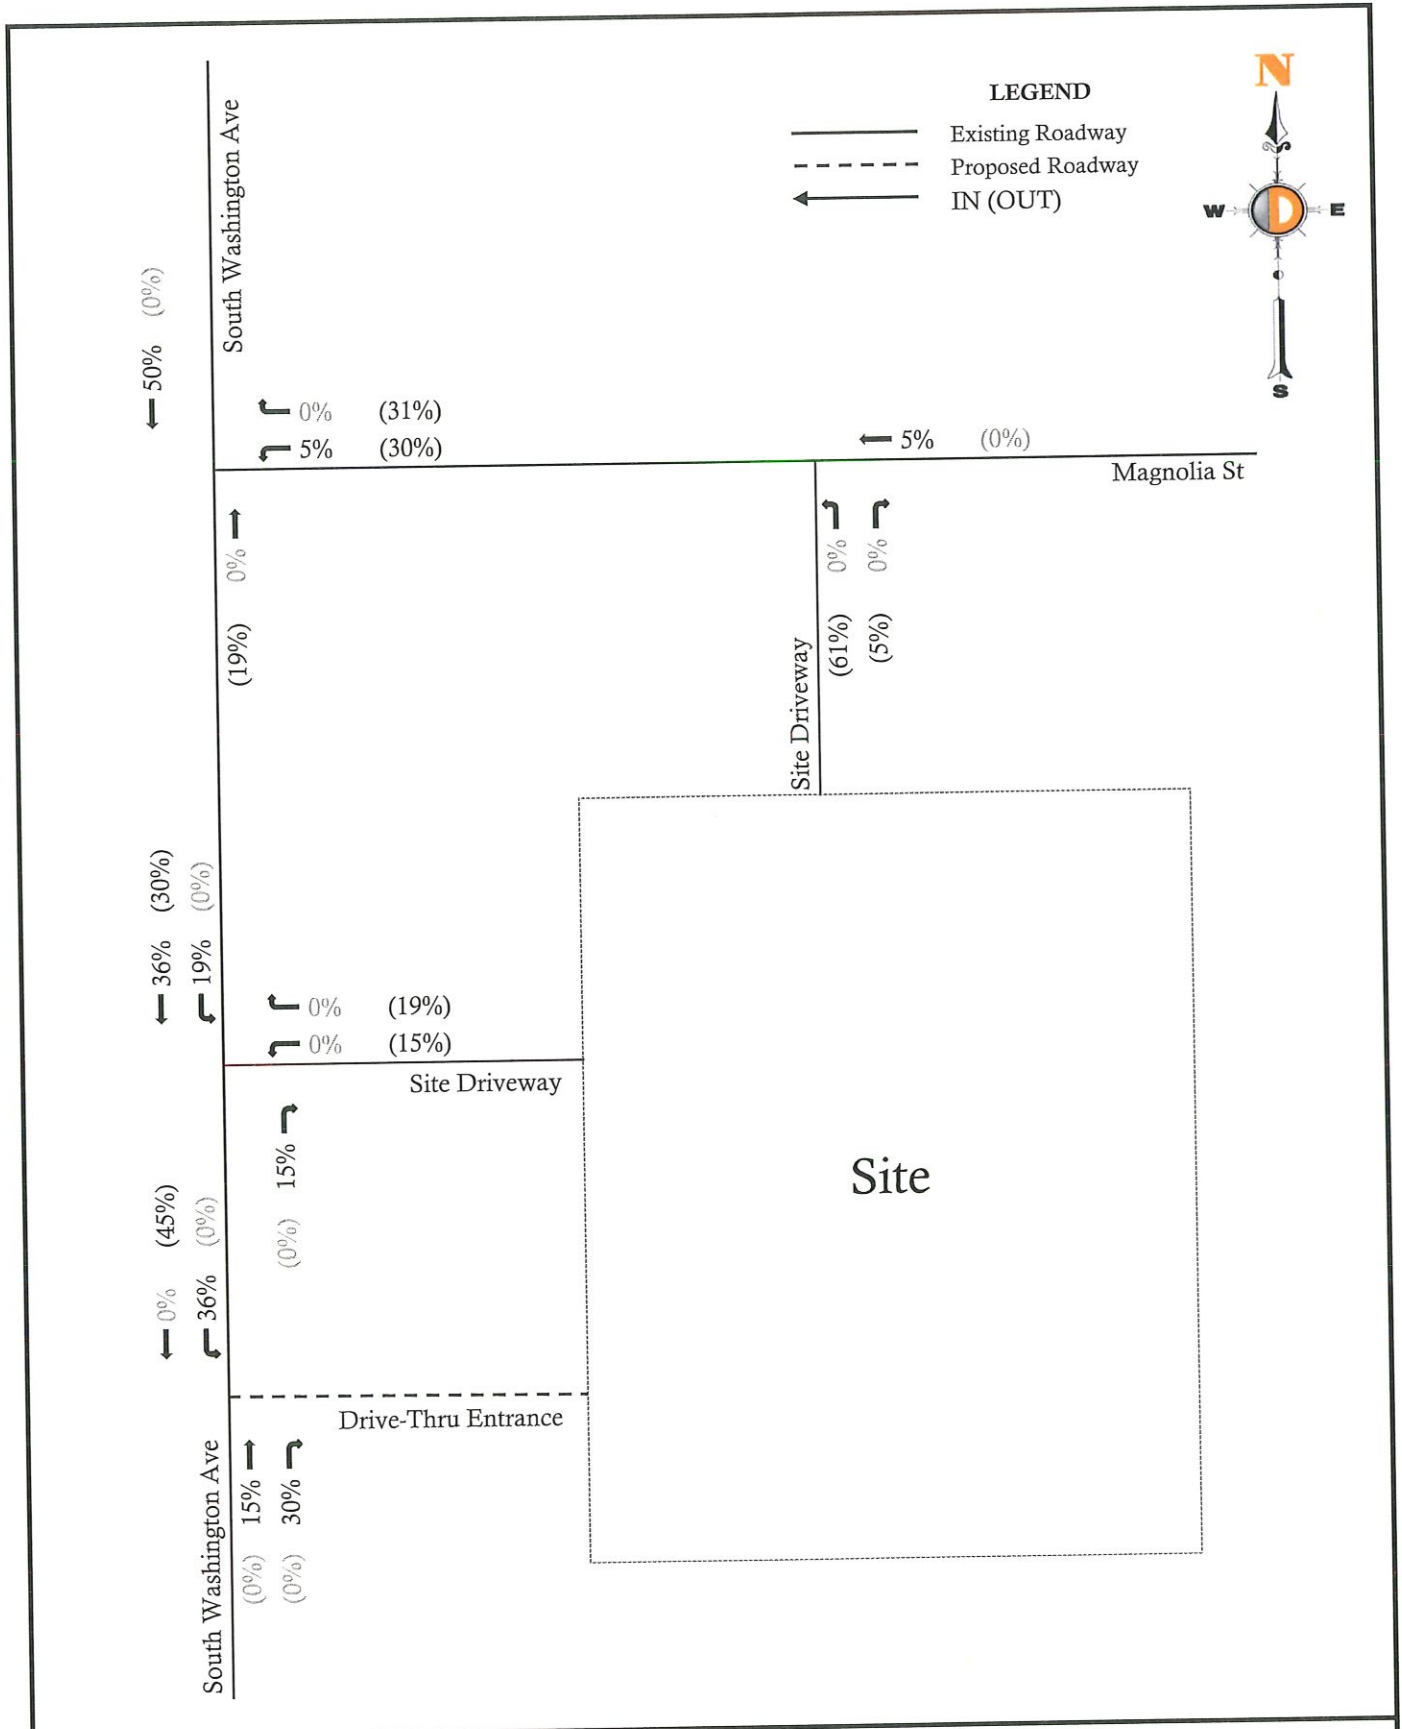 N
LEGEND
Existing Roadway
Proposed Roadway
IN (OUT)
W
D
E
S
South Washington Ave
50% (0%)
0% (31%)
5% (30%)
5% (0%)
Magnolia St
(19%) 0%
(61%) 0%
(5%) 0%
Site Driveway
36% (30%)
19% (0%)
0% (19%)
0% (15%)
Site Driveway
(0%) 15%
Site
0% (45%)
36% (0%)
Drive-Thru Entrance
South Washington Ave
(0%) 15%
(0%) 30%